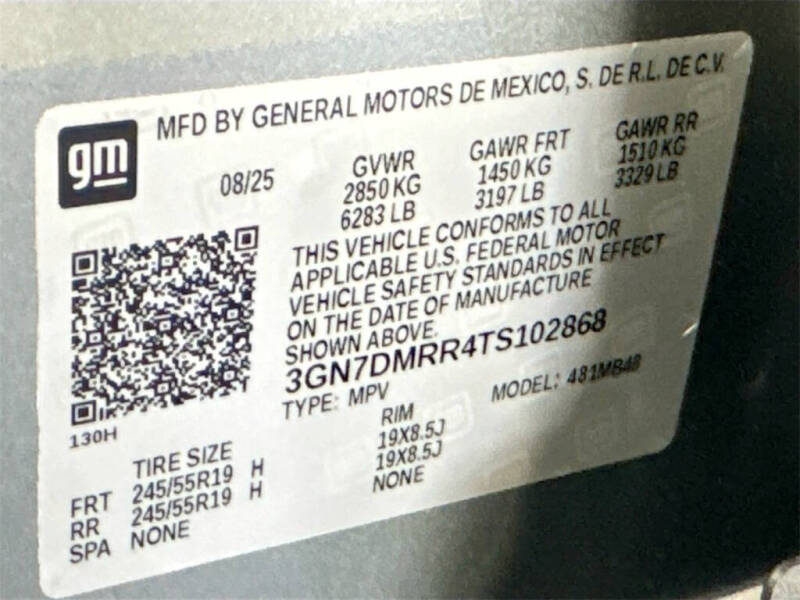 gm
MFD BY GENERAL MOTORS DE MEXICO, S. DE R.L. DE C.V.
08/25
GVWR GAWR FRT GAWR RR
2850 KG 1450 KG 1510 KG
6283 LB 3197 LB 3329 LB
THIS VEHICLE CONFORMS TO ALL
APPLICABLE U.S. FEDERAL MOTOR
VEHICLE SAFETY STANDARDS IN EFFECT
ON THE DATE OF MANUFACTURE
SHOWN ABOVE.
3GN7DMRR4TS102868
TYPE: MPV MODEL: 481MB48
130H
TIRE SIZE RIM
FRT 245/55R19 H 19X8.5J
RR 245/55R19 H 19X8.5J
SPA NONE NONE